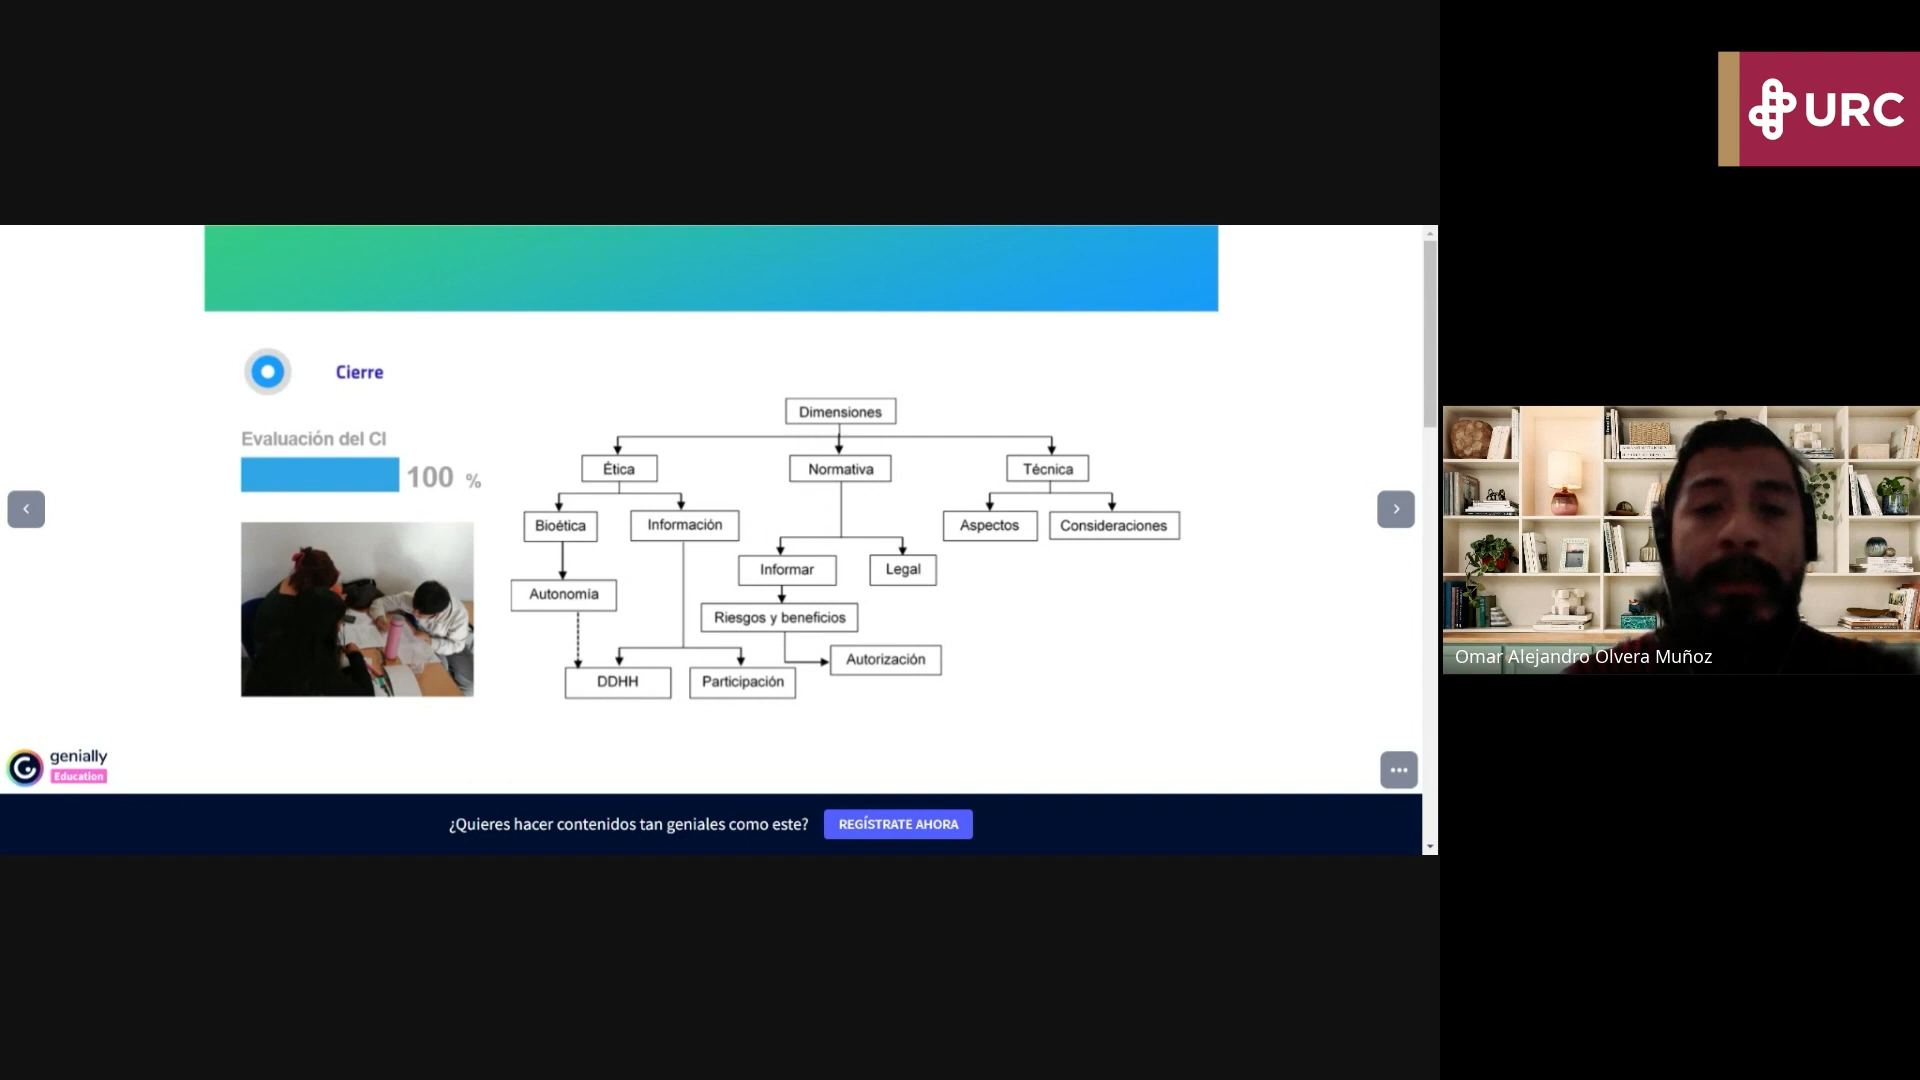 URC
Cierre
Evaluación del CI
100 %
Dimensiones
Ética
Normativa
Técnica
Bioética
Información
Aspectos
Consideraciones
Informar
Legal
Autonomía
Riesgos y beneficios
Autorización
DDHH
Participación
Omar Alejandro Olvera Muñoz
genially
Education
¿Quieres hacer contenidos tan geniales como este?
REGÍSTRATE AHORA